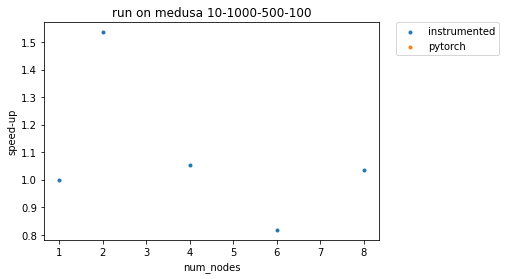 run on medusa 10-1000-500-100
instrumented
pytorch
1.5
1.4
1.3
1.2
1.1
1.0
0.9
0.8
speed-up
1 2 3 4 5 6 7 8
num_nodes